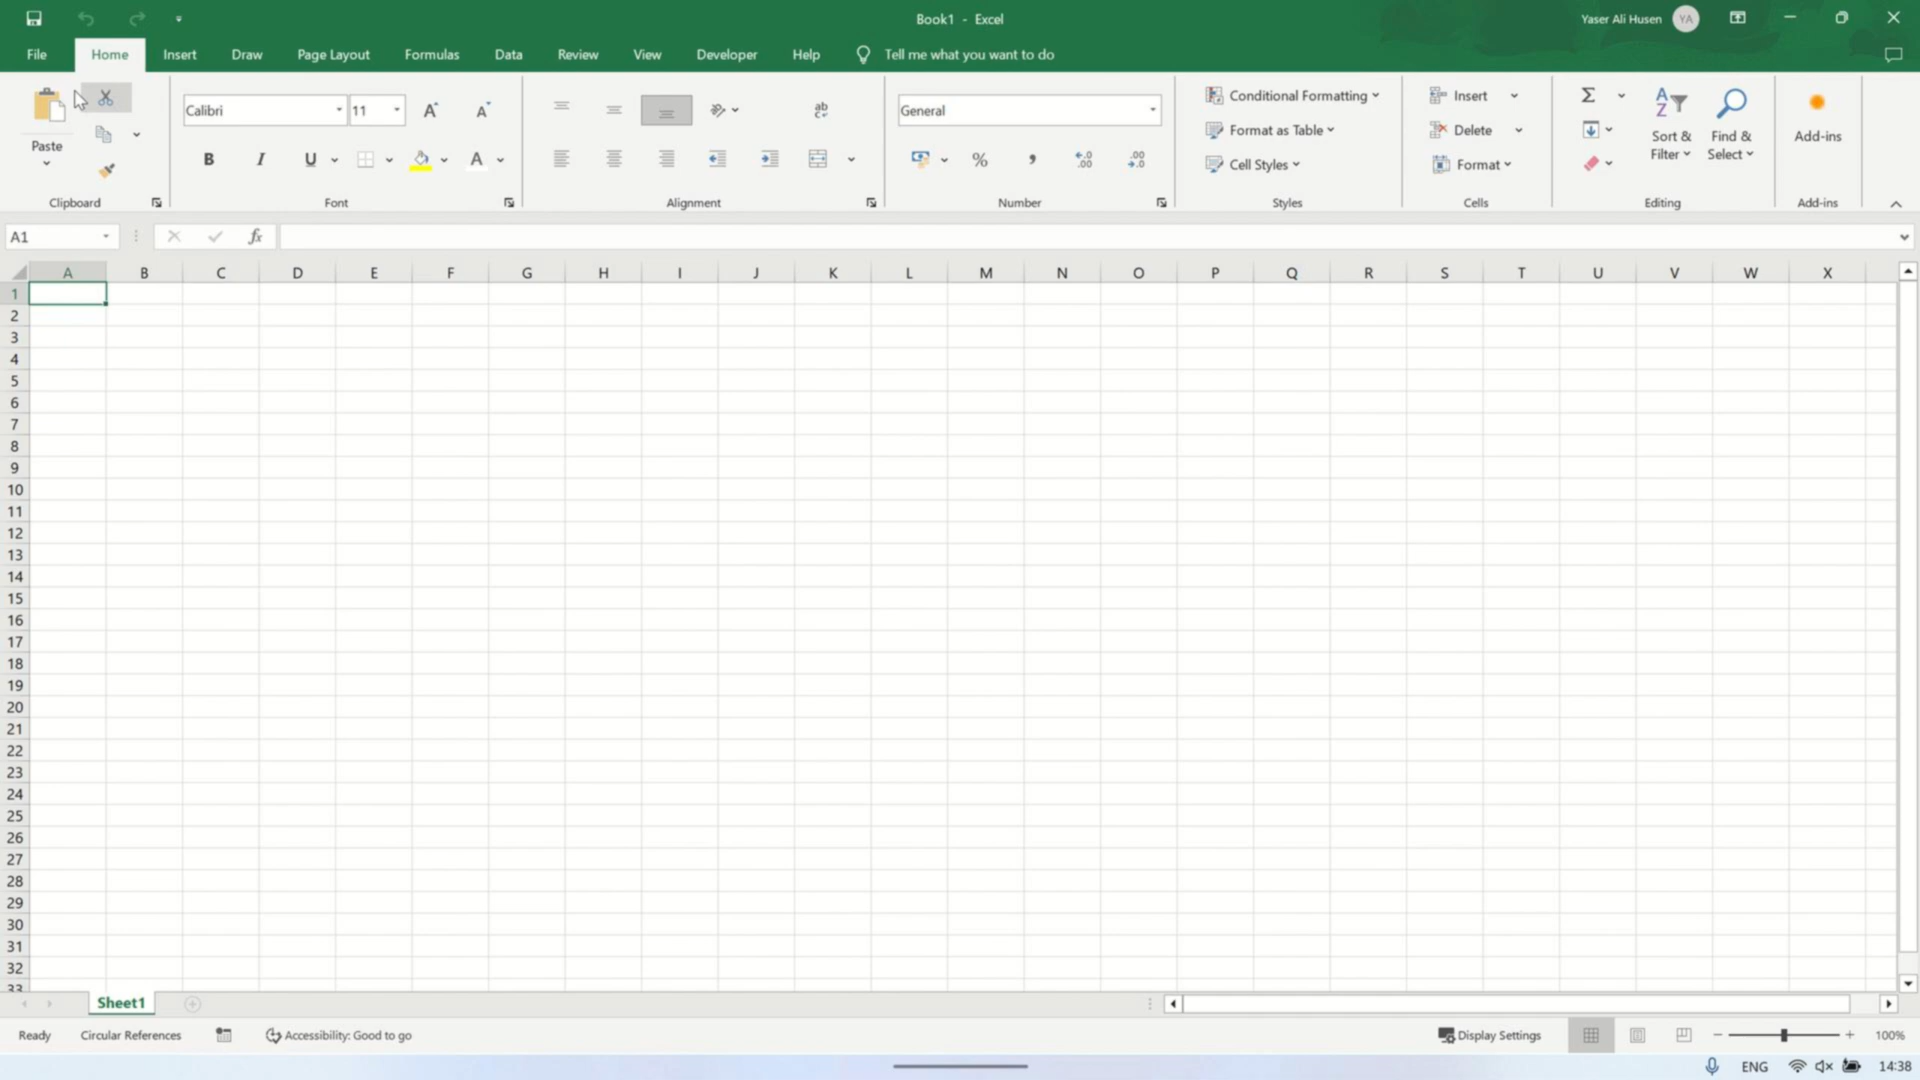 Book1 - Excel
Yaser Ali Husen YA
File Home Insert Draw Page Layout Formulas Data Review View Developer Help Tell me what you want to do
Paste
Calibri 11 A A
B I U A
ab
General
% 9
Conditional Formatting
Format as Table
Cell Styles
Insert
Delete
Format
Σ
Sort & Filter
Find & Select
Add-ins
Clipboard Font Alignment Number Styles Cells Editing Add-ins
A1 fx
A B C D E F G H I J K L M N O P Q R S T U V W X
1
2
3
4
5
6
7
8
9
10
11
12
13
14
15
16
17
18
19
20
21
22
23
24
25
26
27
28
29
30
31
32
33
Sheet1
Ready Circular References Accessibility: Good to go Display Settings 100%
ENG 14:38